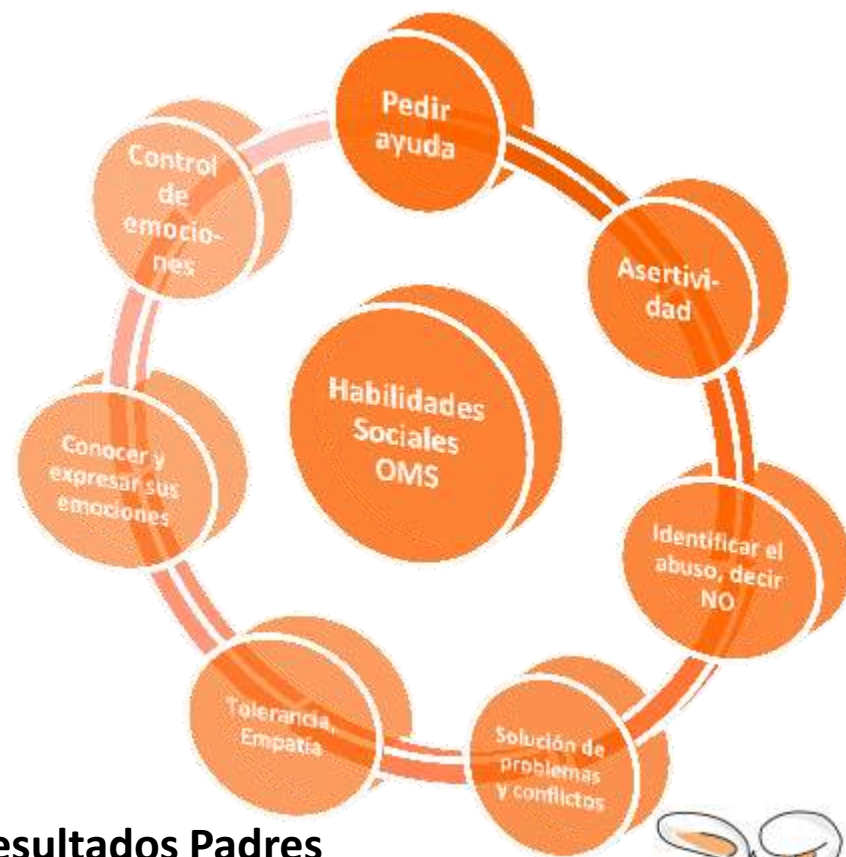 Pedir
ayuda
Asertivi-
dad
Identificar el
abuso, decir
NO
Solución de
problemas
y conflictos
Tolerancia,
Empatía
Conocer y
expresar sus
emociones
Control
de
emocio-
nes
Habilidades
Sociales
OMS
esultados Padres